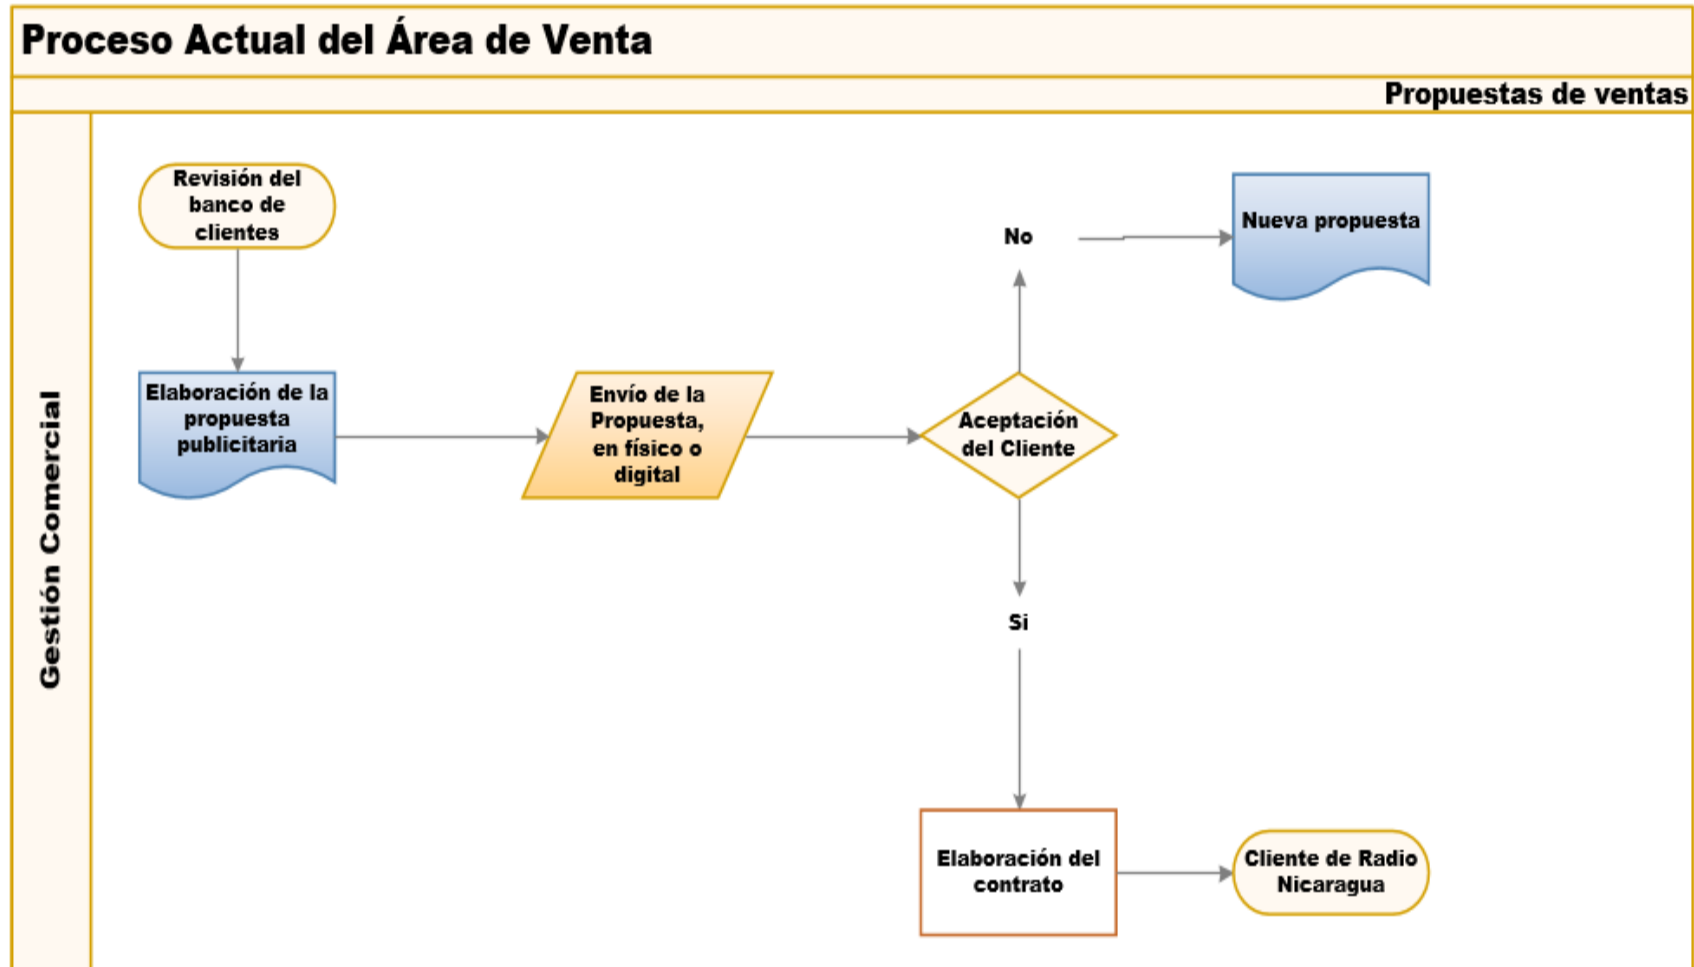 Proceso Actual del Área de Venta
Propuestas de ventas
Gestión Comercial
Revisión del
banco de
clientes
Elaboración de la
propuesta
publicitaria
Envío de la
Propuesta,
en físico o
digital
Aceptación
del Cliente
No
Nueva propuesta
Si
Elaboración del
contrato
Cliente de Radio
Nicaragua